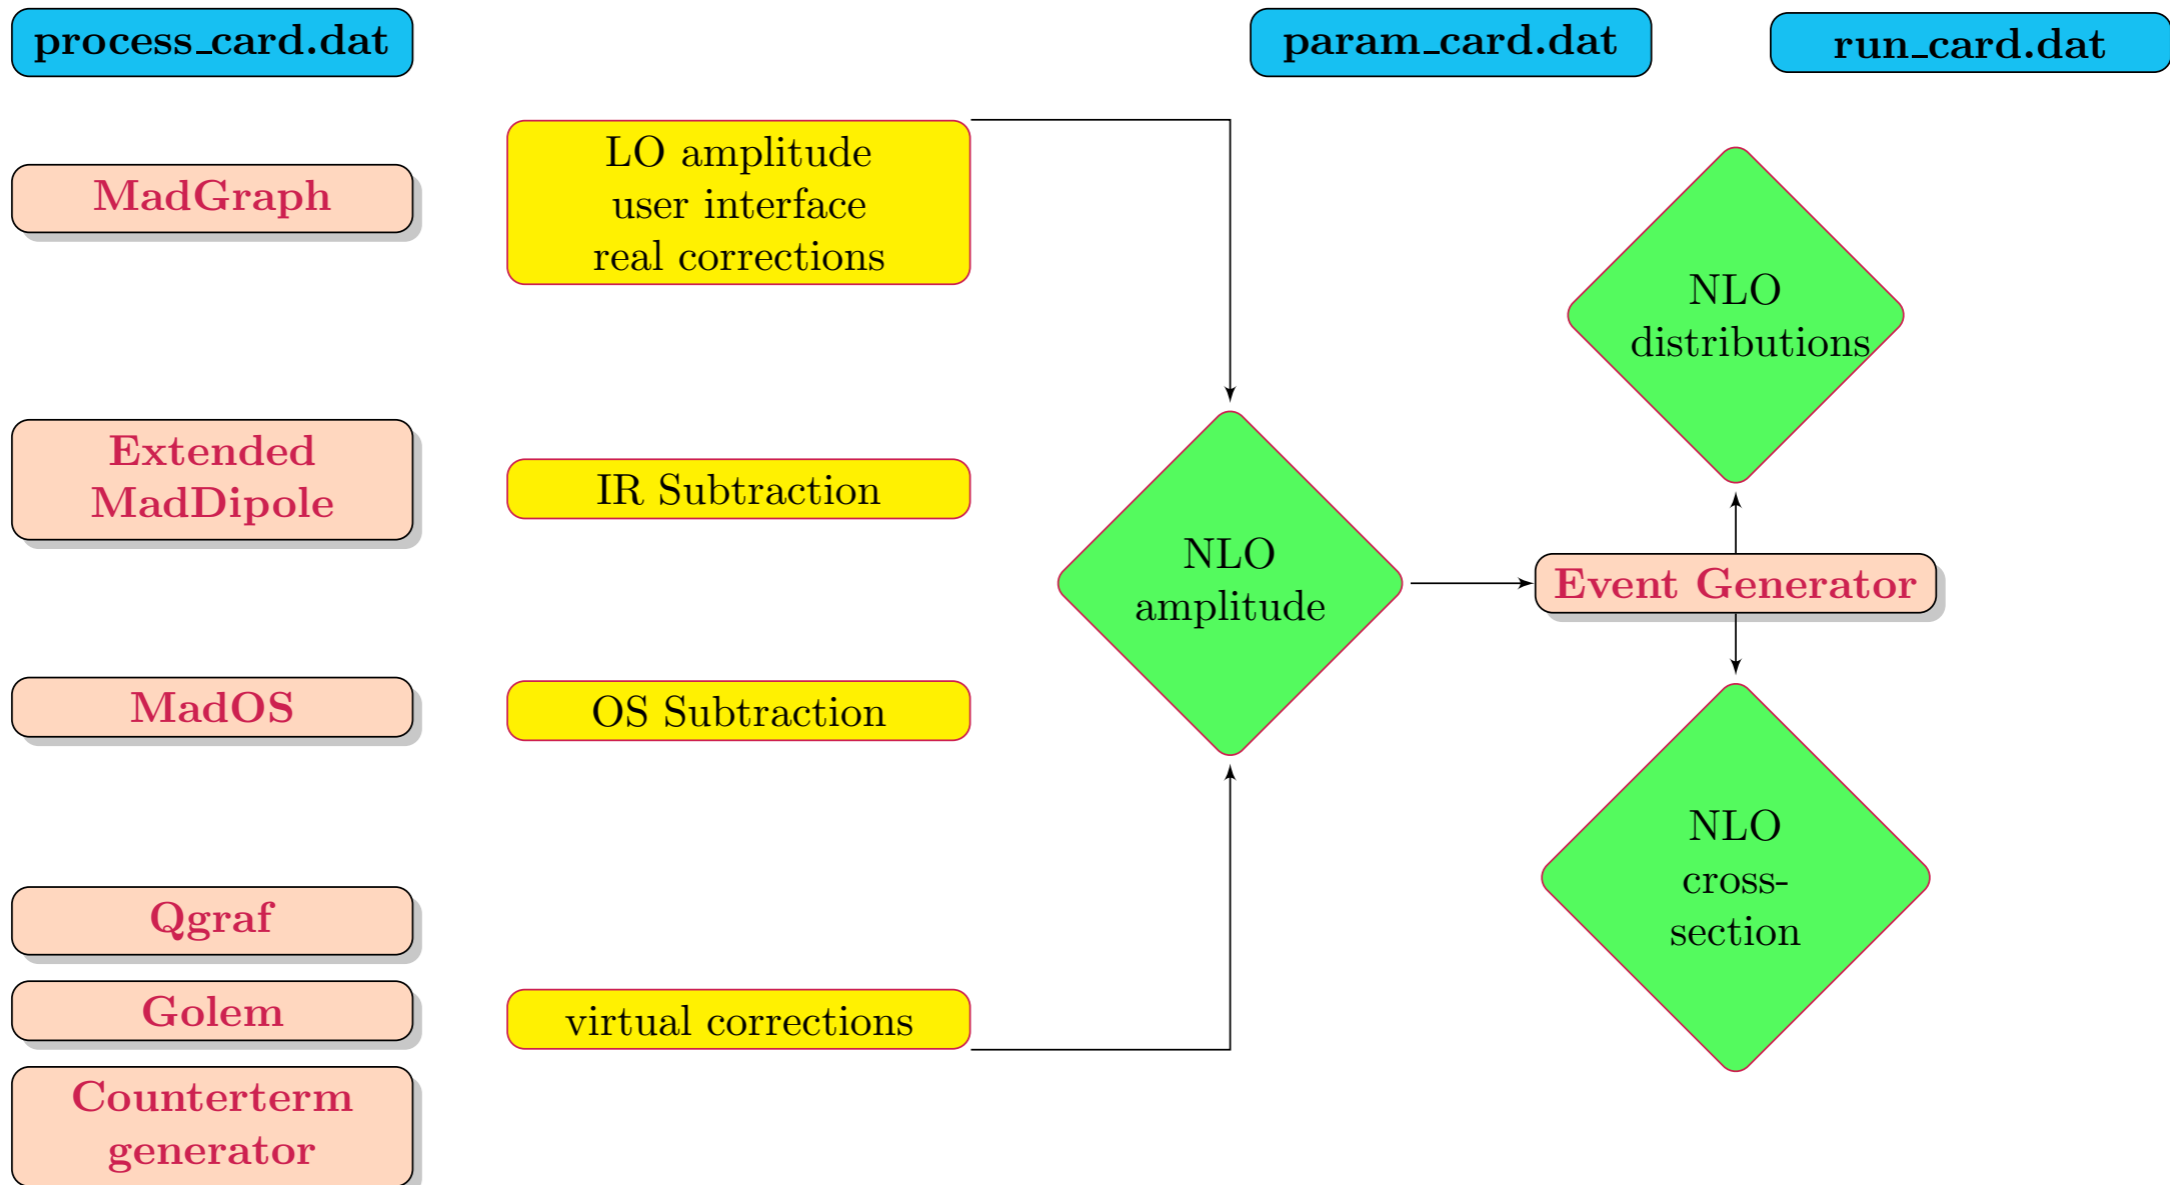 process_card.dat
param_card.dat
run_card.dat
MadGraph
LO amplitude
user interface
real corrections
NLO
distributions
Extended
MadDipole
IR Subtraction
NLO
amplitude
Event Generator
MadOS
OS Subtraction
NLO
cross-
section
Qgraf
Golem
virtual corrections
Counterterm
generator